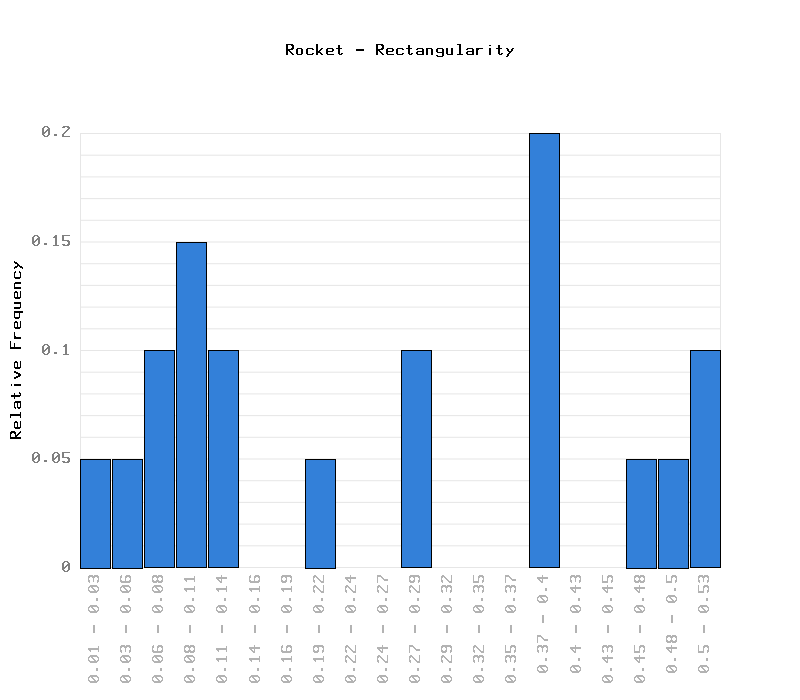 Rocket - Rectangularity
Relative Frequency
0.2
0.15
0.1
0.05
0
0.01 - 0.03
0.03 - 0.06
0.06 - 0.08
0.08 - 0.11
0.11 - 0.14
0.14 - 0.16
0.16 - 0.19
0.19 - 0.22
0.22 - 0.24
0.24 - 0.27
0.27 - 0.29
0.29 - 0.32
0.32 - 0.35
0.35 - 0.37
0.37 - 0.4
0.4 - 0.43
0.43 - 0.45
0.45 - 0.48
0.48 - 0.5
0.5 - 0.53